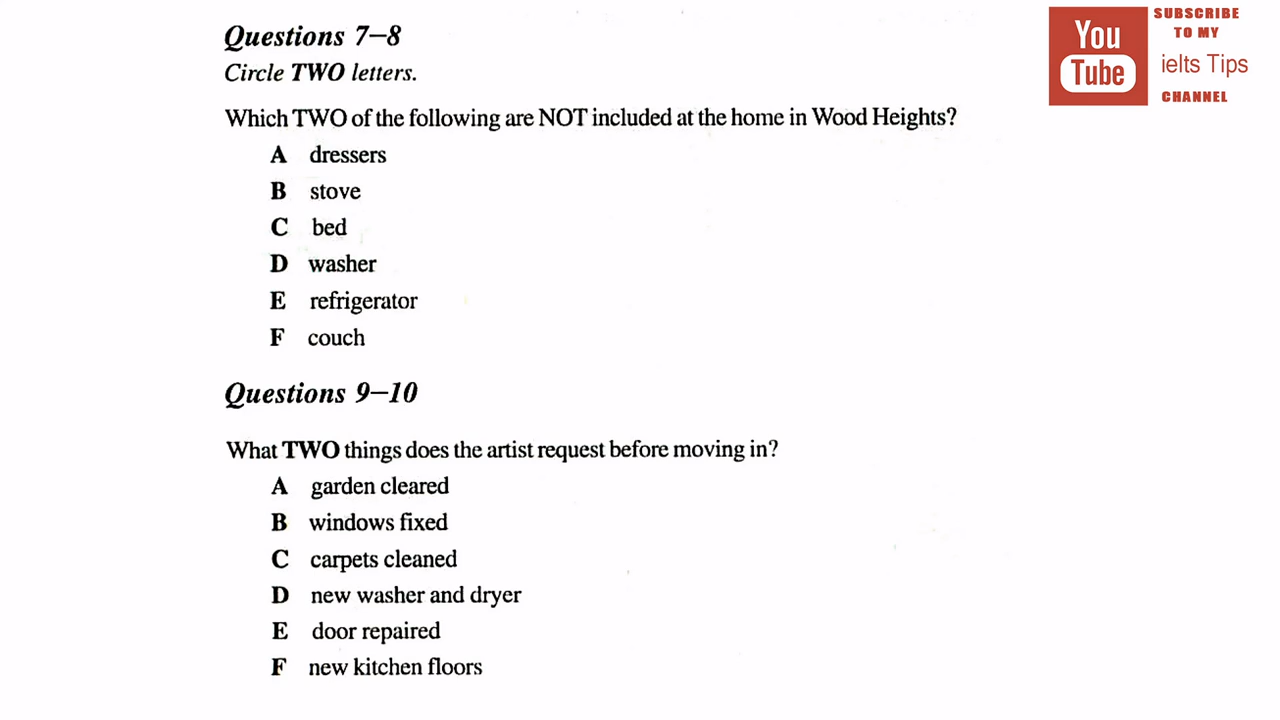 Questions 7–8
Circle TWO letters.
Which TWO of the following are NOT included at the home in Wood Heights?
A dressers
B stove
C bed
D washer
E refrigerator
F couch
Questions 9–10
What TWO things does the artist request before moving in?
A garden cleared
B windows fixed
C carpets cleaned
D new washer and dryer
E door repaired
F new kitchen floors
You
Tube
SUBSCRIBE
TO MY
ielts Tips
CHANNEL